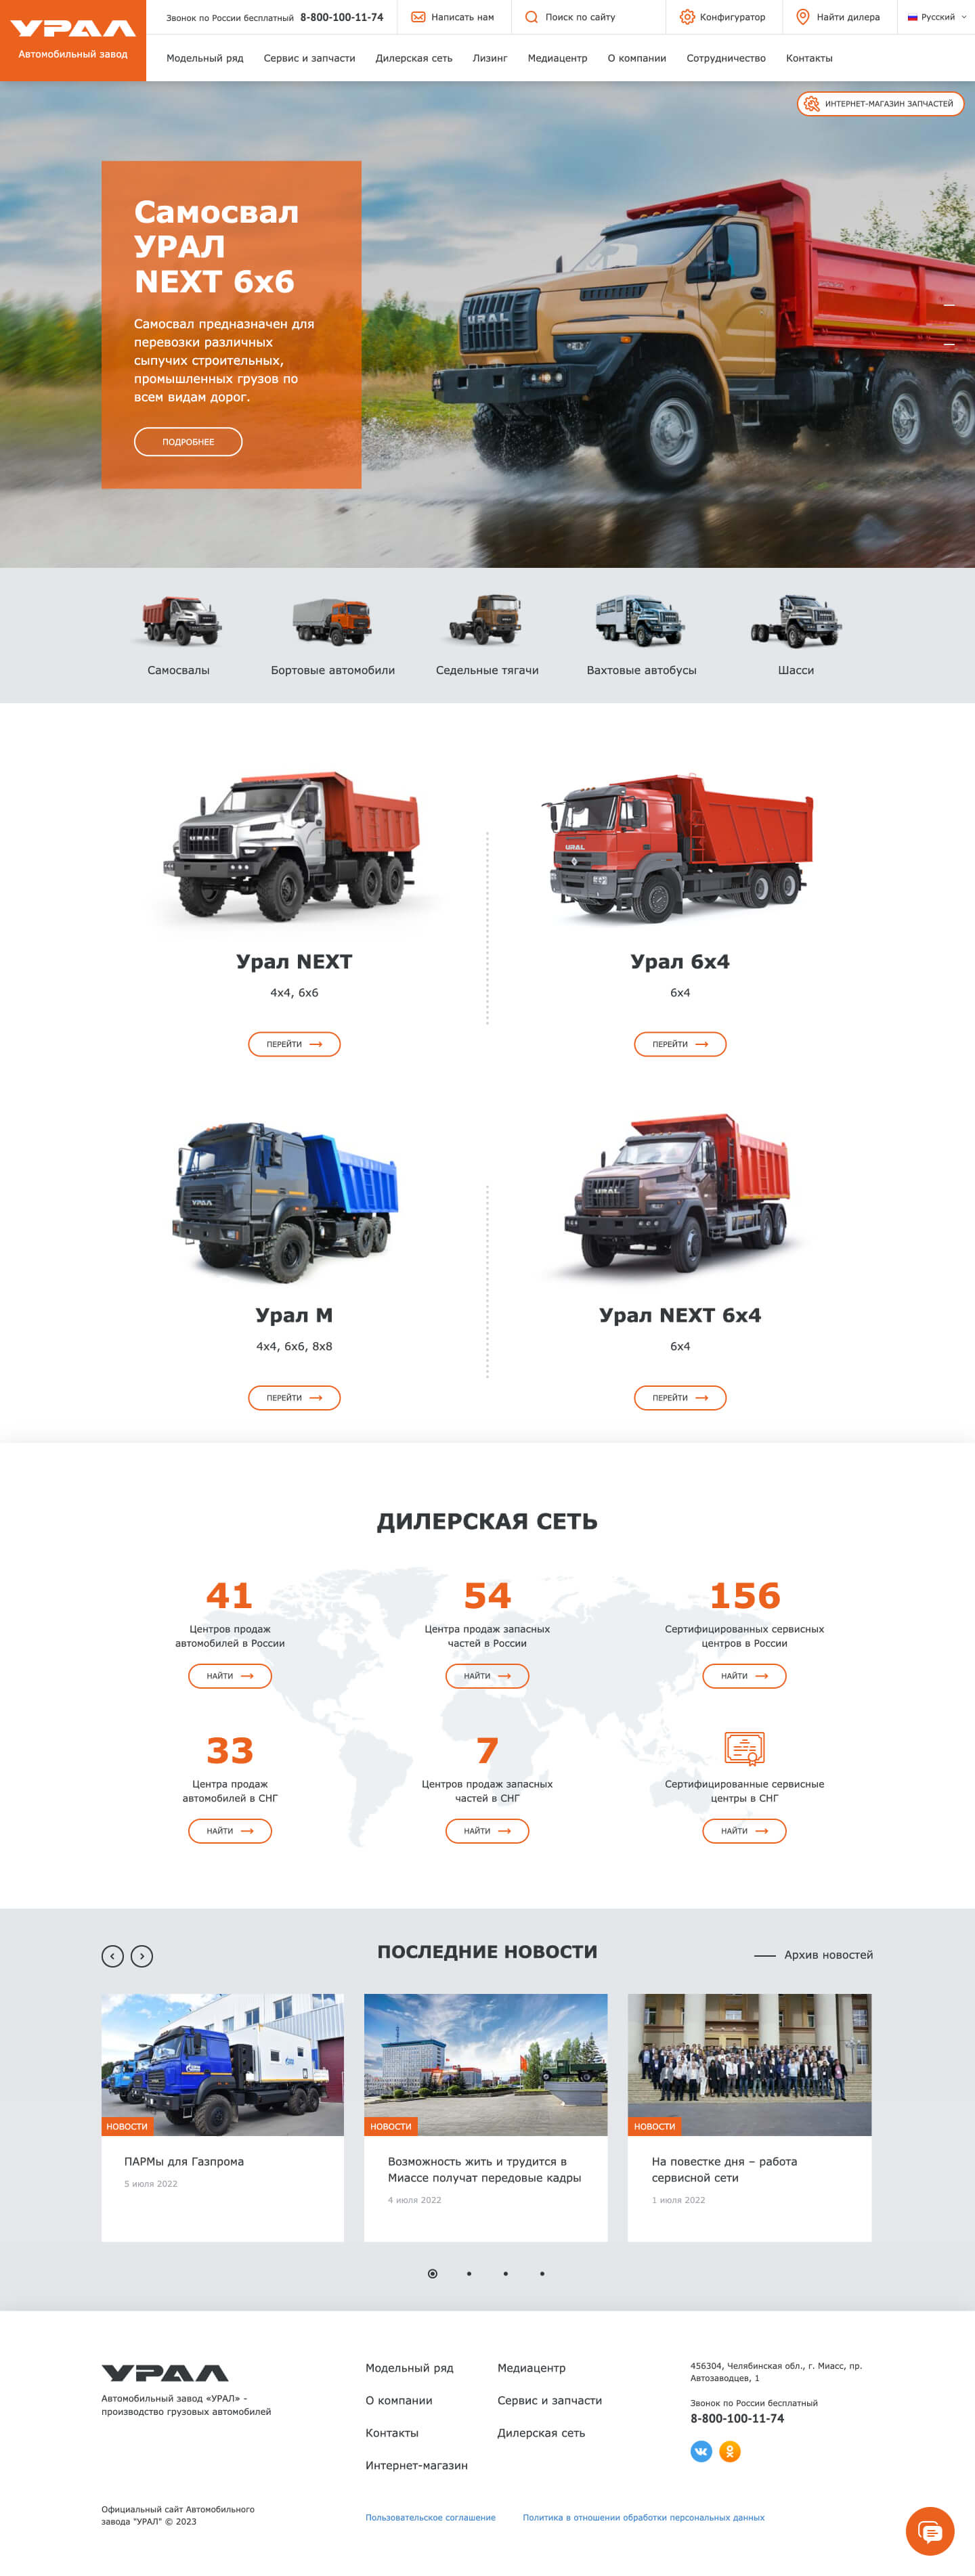 УРАЛ
Автомобильный завод
Звонок по России бесплатный 8-800-100-11-74
Написать нам
Поиск по сайту
Конфигуратор
Найти дилера
Русский
Модельный ряд
Сервис и запчасти
Дилерская сеть
Лизинг
Медиацентр
О компании
Сотрудничество
Контакты
ИНТЕРНЕТ-МАГАЗИН ЗАПЧАСТЕЙ
Самосвал
УРАЛ
NEXT 6x6
Самосвал предназначен для
перевозки различных
сыпучих строительных,
промышленных грузов по
всем видам дорог.
ПОДРОБНЕЕ
URAL
Самосвалы
Бортовые автомобили
Седельные тягачи
Вахтовые автобусы
Шасси
URAL
URAL
Урал NEXT
4x4, 6x6
ПЕРЕЙТИ
Урал 6x4
6x4
ПЕРЕЙТИ
УРАЛ
URAL
Урал М
4x4, 6x6, 8x8
ПЕРЕЙТИ
Урал NEXT 6x4
6x4
ПЕРЕЙТИ
ДИЛЕРСКАЯ СЕТЬ
41
Центров продаж
автомобилей в России
НАЙТИ
54
Центра продаж запасных
частей в России
НАЙТИ
156
Сертифицированных сервисных
центров в России
НАЙТИ
33
Центра продаж
автомобилей в СНГ
НАЙТИ
7
Центров продаж запасных
частей в СНГ
НАЙТИ
Сертифицированные сервисные
центры в СНГ
НАЙТИ
ПОСЛЕДНИЕ НОВОСТИ
Архив новостей
НОВОСТИ
ПАРМы для Газпрома
5 июля 2022
НОВОСТИ
Возможность жить и трудится в
Миассе получат передовые кадры
4 июля 2022
НОВОСТИ
На повестке дня – работа
сервисной сети
1 июля 2022
УРАЛ
Автомобильный завод «УРАЛ» -
производство грузовых автомобилей
Модельный ряд
О компании
Контакты
Интернет-магазин
Медиацентр
Сервис и запчасти
Дилерская сеть
456304, Челябинская обл., г. Миасс, пр.
Автозаводцев, 1
Звонок по России бесплатный
8-800-100-11-74
Официальный сайт Автомобильного
завода "УРАЛ" © 2023
Пользовательское соглашение
Политика в отношении обработки персональных данных